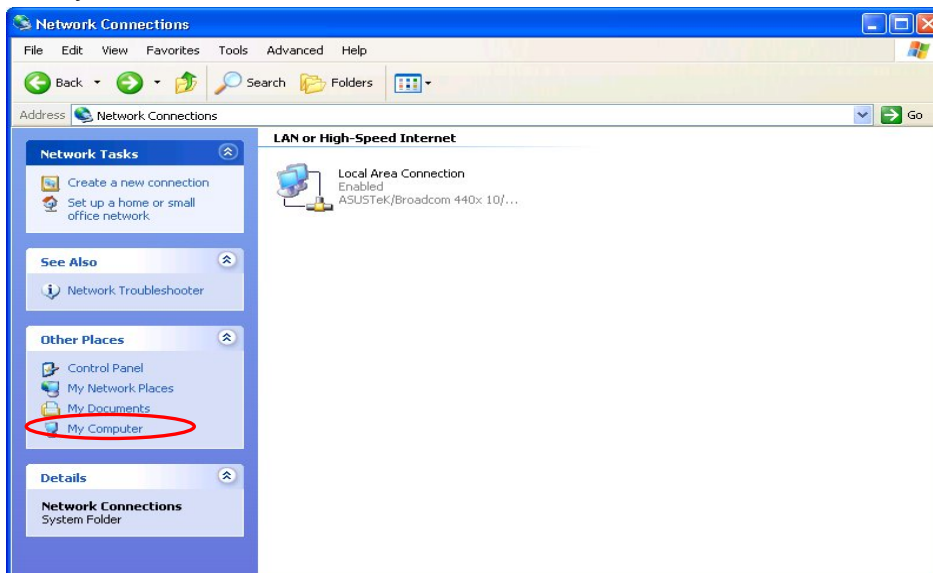 Network Connections
File Edit View Favorites Tools Advanced Help
Back Search Folders
Address Network Connections Go
Network Tasks
Create a new connection
Set up a home or small
office network
See Also
Network Troubleshooter
Other Places
Control Panel
My Network Places
My Documents
My Computer
Details
Network Connections
System Folder
LAN or High-Speed Internet
Local Area Connection
Enabled
ASUSTeK/Broadcom 440x 10/...